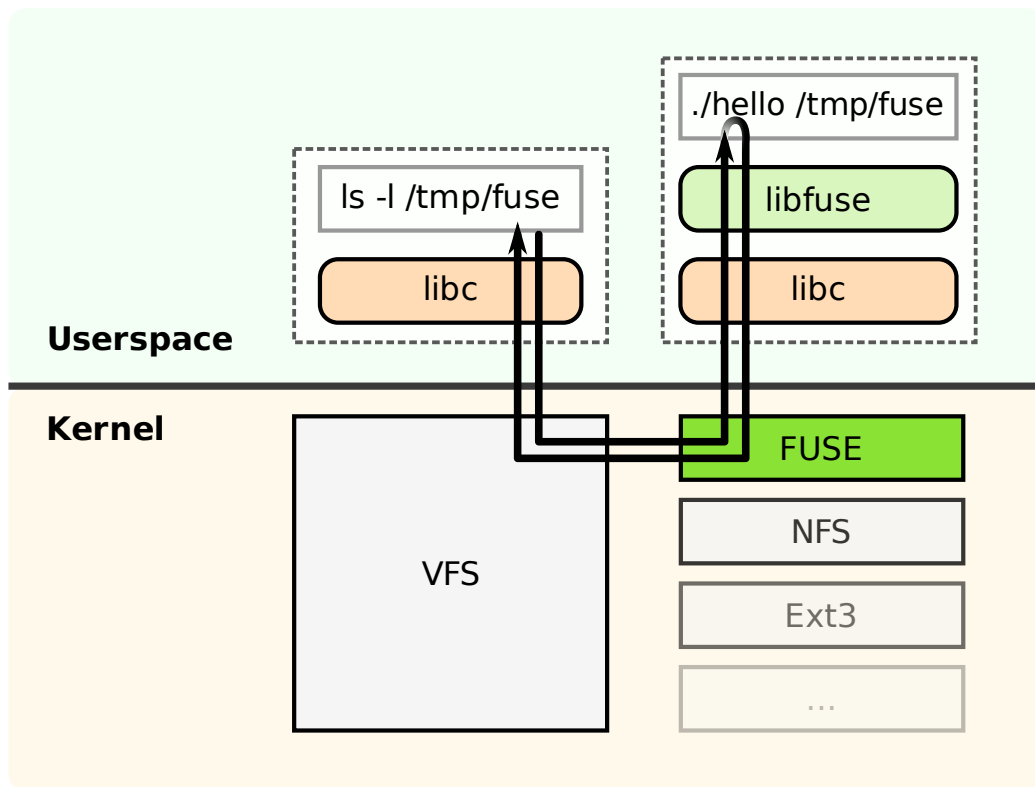 ./hello /tmp/fuse
ls -l /tmp/fuse
libfuse
libc
libc
Userspace
Kernel
FUSE
NFS
VFS
Ext3
...